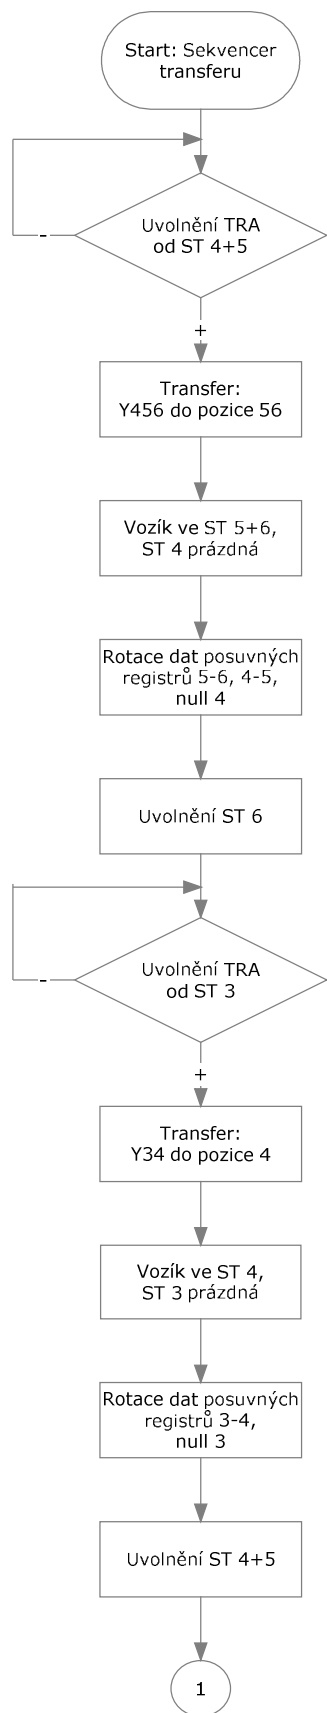 Start: Sekvencer
transferu
Uvolnění TRA
od ST 4+5
-
+
Transfer:
Y456 do pozice 56
Vozík ve ST 5+6,
ST 4 prázdná
Rotace dat posuvných
registrů 5-6, 4-5,
null 4
Uvolnění ST 6
Uvolnění TRA
od ST 3
-
+
Transfer:
Y34 do pozice 4
Vozík ve ST 4,
ST 3 prázdná
Rotace dat posuvných
registrů 3-4,
null 3
Uvolnění ST 4+5
1